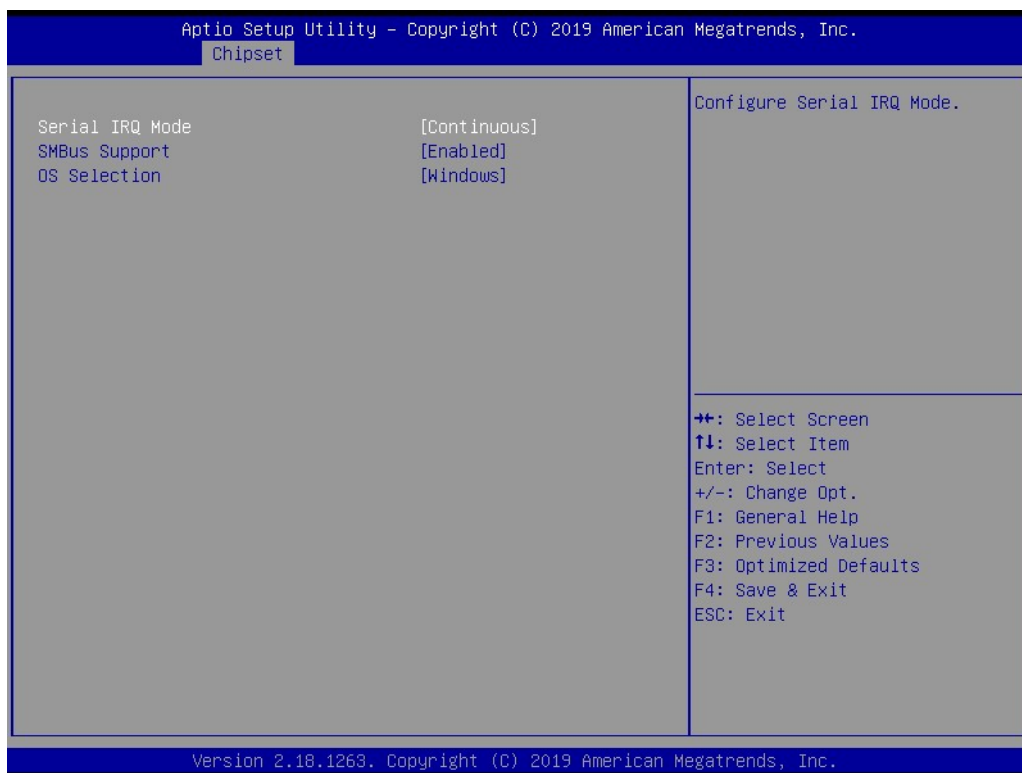 Aptio Setup Utility – Copyright (C) 2019 American Megatrends, Inc.
Chipset
Serial IRQ Mode [Continuous]
SMBus Support [Enabled]
OS Selection [Windows]
Configure Serial IRQ Mode.
→←: Select Screen
↑↓: Select Item
Enter: Select
+/-: Change Opt.
F1: General Help
F2: Previous Values
F3: Optimized Defaults
F4: Save & Exit
ESC: Exit
Version 2.18.1263. Copyright (C) 2019 American Megatrends, Inc.